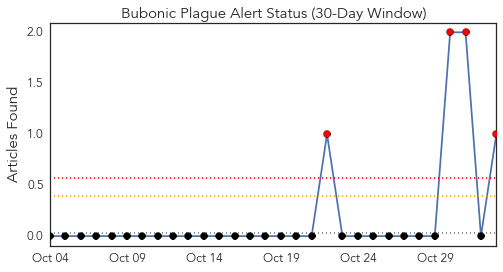 Bubonic Plague Alert Status (30-Day Window)
Articles Found
2.0
1.5
1.0
0.5
0.0
Oct 04 Oct 09 Oct 14 Oct 19 Oct 24 Oct 29